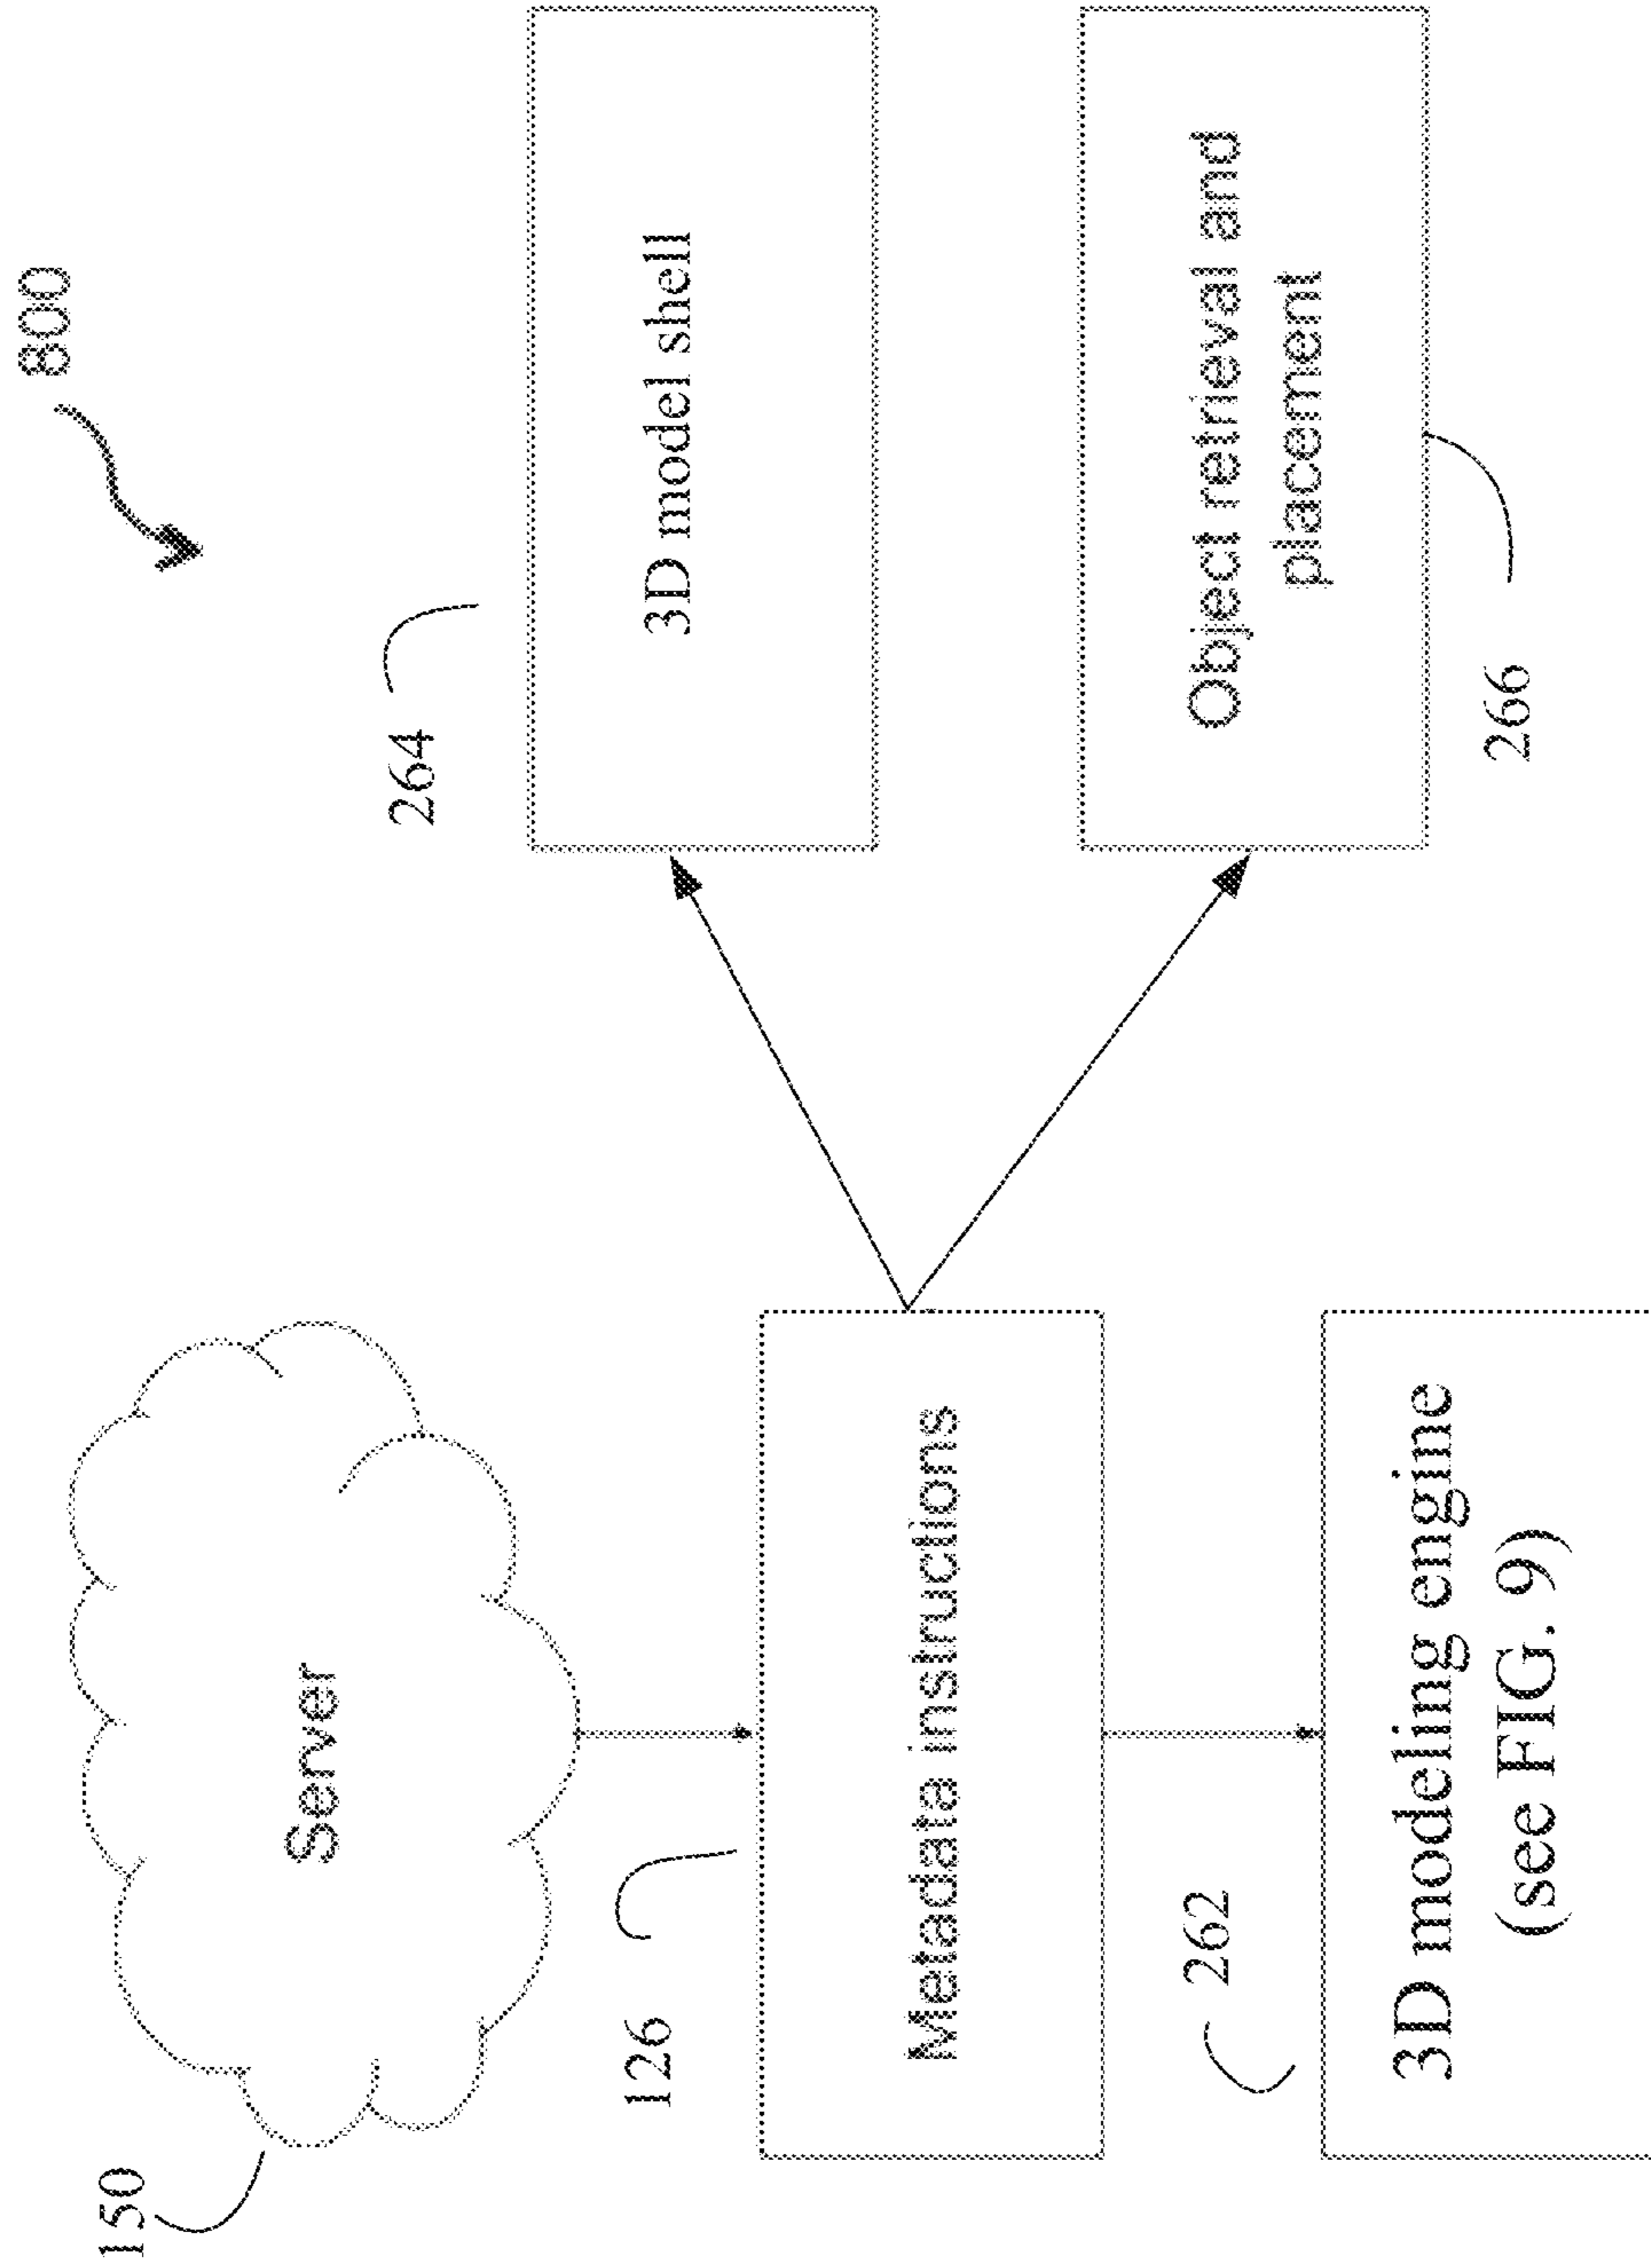 800
150
Server
126
Metadata instructions
262
3D modeling engine
(see FIG. 9)
264
3D model shell
Object retrieval and
placement
266